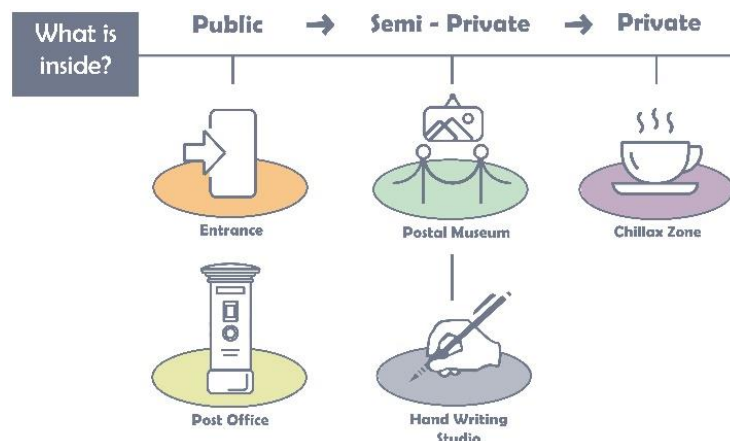 What is
inside?
Public → Semi - Private → Private
Entrance
Postal Museum
Chillax Zone
Post Office
Hand Writing
Studio